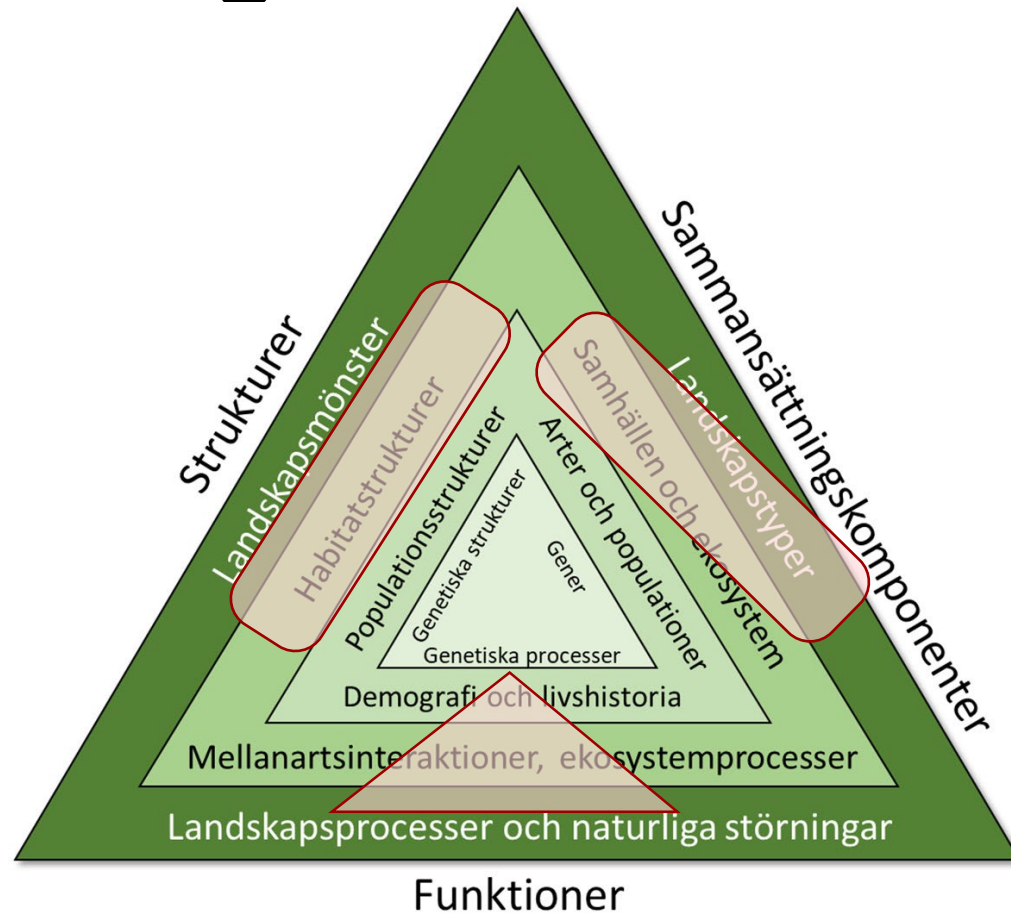 Strukturer
Sammansättningskomponenter
Landskapsmönster
Landskapstyper
Habitatstrukturer
Samhällen och ekosystem
Populationsstrukturer
Arter och populationer
Genetiska strukturer
Gener
Genetiska processer
Demografi och livshistoria
Mellanartsinteraktioner, ekosystemprocesser
Landskapsprocesser och naturliga störningar
Funktioner